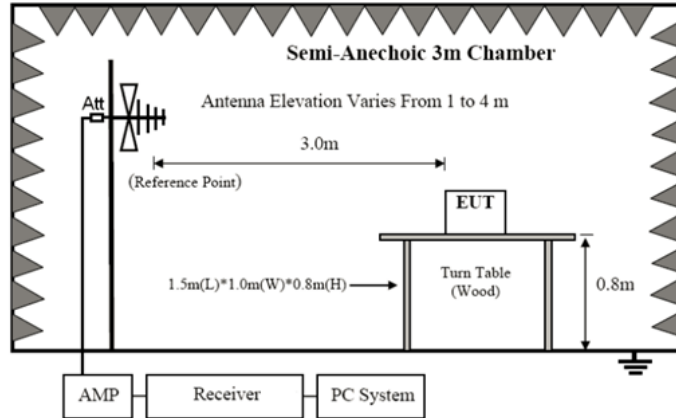 Semi-Anechoic 3m Chamber
Antenna Elevation Varies From 1 to 4 m
Att
3.0m
(Reference Point)
EUT
1.5m(L)*1.0m(W)*0.8m(H)
Turn Table
(Wood)
0.8m
AMP
Receiver
PC System